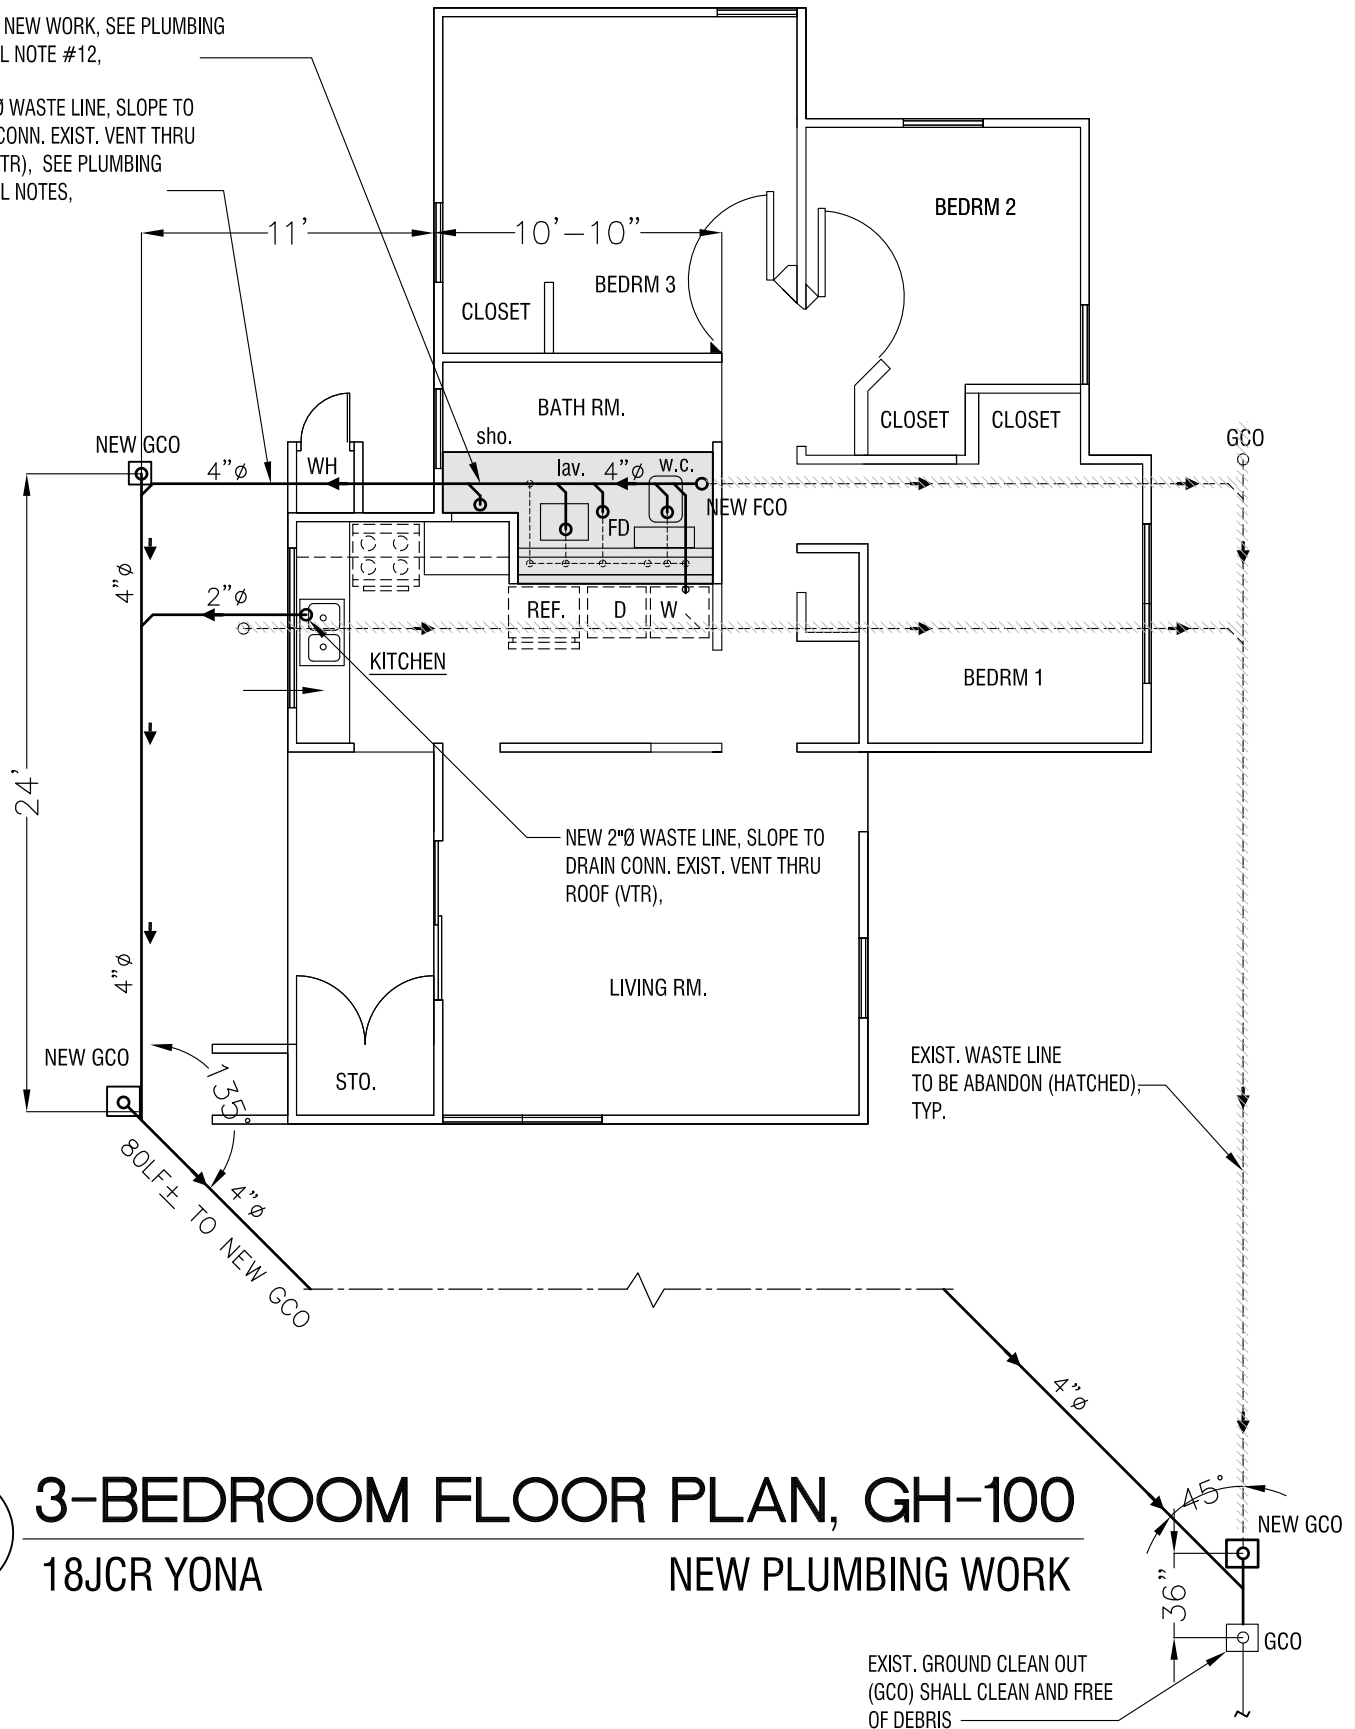 NEW WORK, SEE PLUMBING
L NOTE #12,
Ø WASTE LINE, SLOPE TO
CONN. EXIST. VENT THRU
TR), SEE PLUMBING
L NOTES,
11'
10'-10"
BEDRM 2
BEDRM 3
CLOSET
BATH RM.
CLOSET
CLOSET
sho.
NEW GCO
GCO
4"ø
WH
lav.
4"ø
w.c.
NEW FCO
FD
4"ø
2"ø
REF.
D
W
KITCHEN
BEDRM 1
24'
NEW 2"Ø WASTE LINE, SLOPE TO
DRAIN CONN. EXIST. VENT THRU
ROOF (VTR),
4"ø
LIVING RM.
NEW GCO
135°
STO.
EXIST. WASTE LINE
TO BE ABANDON (HATCHED),
TYP.
80LF± TO NEW GCO
4"ø
4"ø
3-BEDROOM FLOOR PLAN, GH-100
18JCR YONA
NEW PLUMBING WORK
45°
NEW GCO
36"
GCO
EXIST. GROUND CLEAN OUT
(GCO) SHALL CLEAN AND FREE
OF DEBRIS